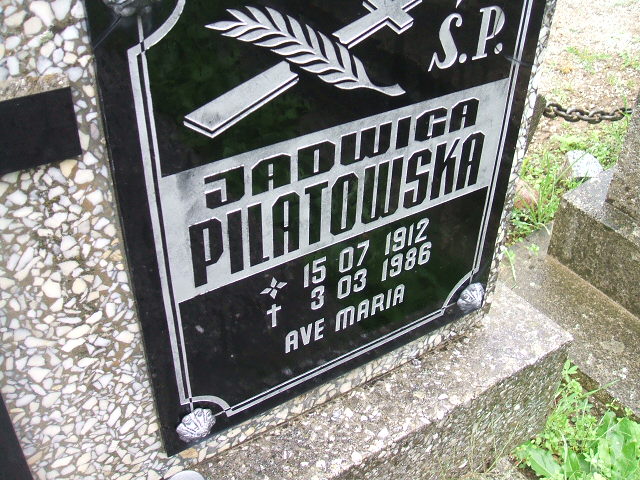 Ś.P.
JADWIGA
PILATOWSKA
15 07 1912
3 03 1986
AVE MARIA